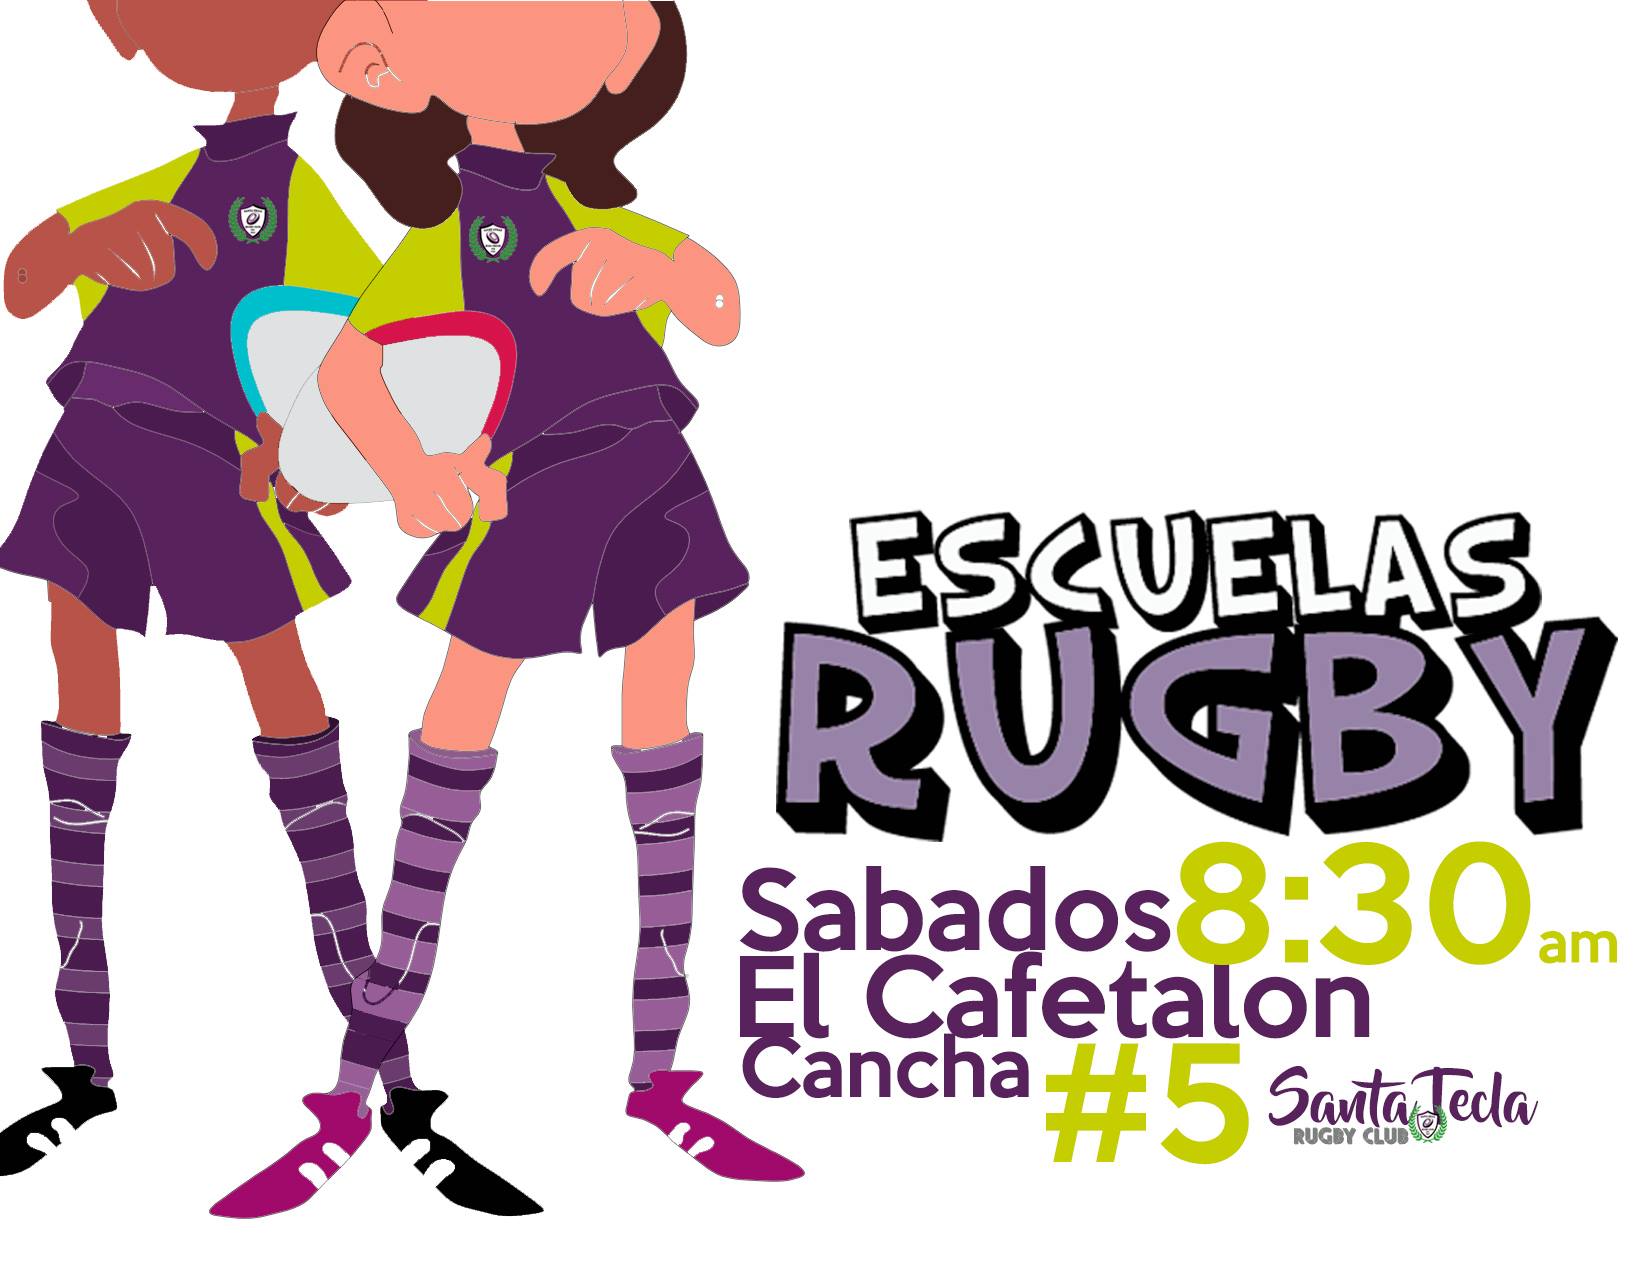 ESCUELAS
RUGBY
Sabados 8:30 am
El Cafetalon
Cancha #5
Santa Tecla
RUGBY CLUB